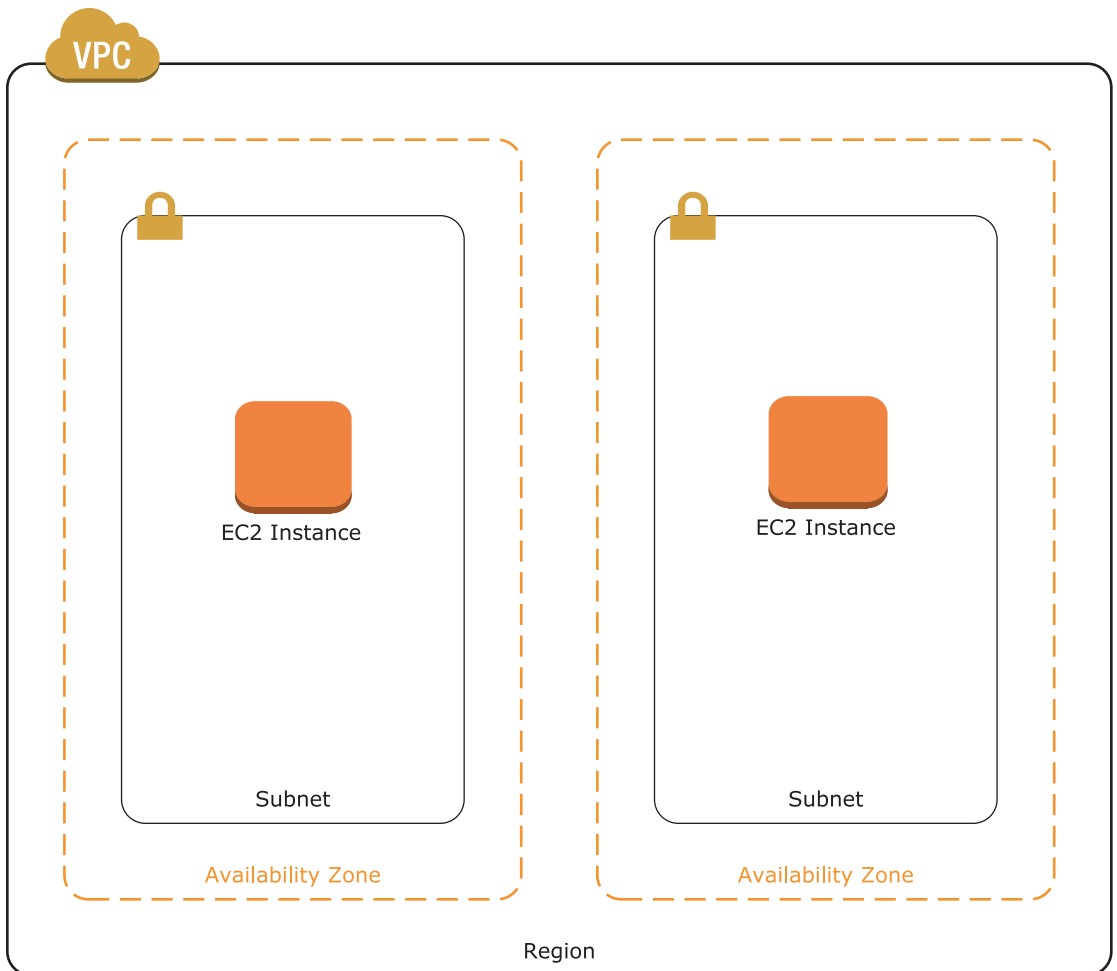 VPC
EC2 Instance
EC2 Instance
Subnet
Subnet
Availability Zone
Availability Zone
Region